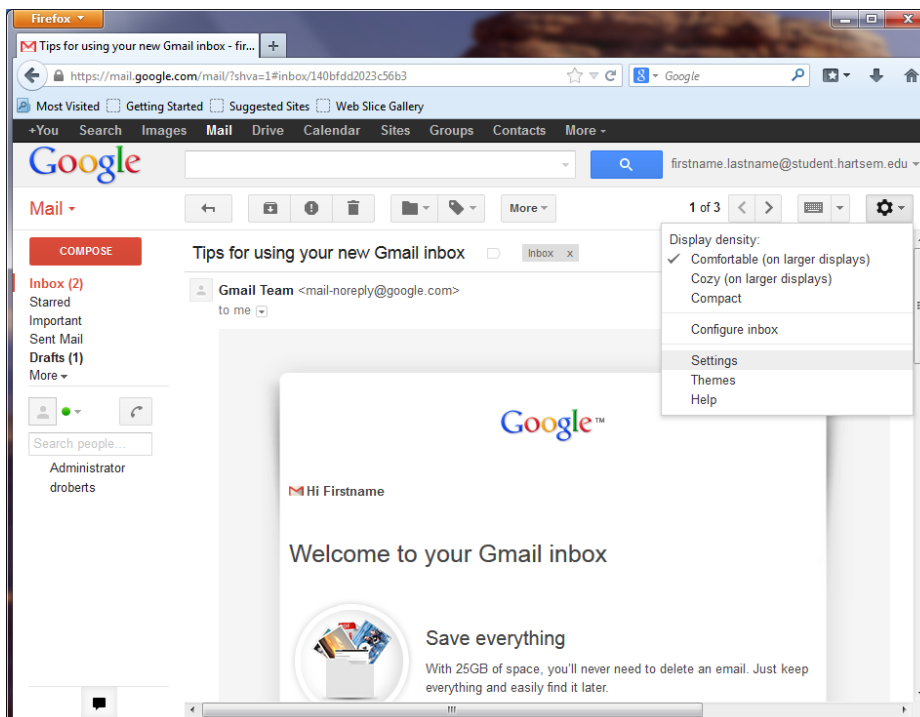 Firefox
Tips for using your new Gmail inbox - fir...
https://mail.google.com/mail/?shva=1#inbox/140bfdd2023c56b3
Google
Most Visited Getting Started Suggested Sites Web Slice Gallery
+You Search Images Mail Drive Calendar Sites Groups Contacts More
Google
firstname.lastname@student.hartsem.edu
Mail
More
1 of 3
COMPOSE
Inbox (2)
Starred
Important
Sent Mail
Drafts (1)
More
Search people...
Administrator
droberts
Tips for using your new Gmail inbox
Inbox x
Gmail Team <mail-noreply@google.com>
to me
Display density:
Comfortable (on larger displays)
Cozy (on larger displays)
Compact
Configure inbox
Settings
Themes
Help
Google™
Hi Firstname
Welcome to your Gmail inbox
Save everything
With 25GB of space, you'll never need to delete an email. Just keep
everything and easily find it later.